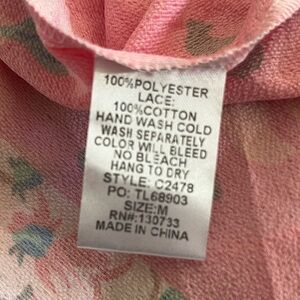 100%POLYESTER
LACE:
100%COTTON
HAND WASH COLD
WASH SEPARATELY
COLOR WILL BLEED
NO BLEACH
HANG TO DRY
STYLE: C2478
PO: TL68903
SIZE:M
RN#:130733
MADE IN CHINA